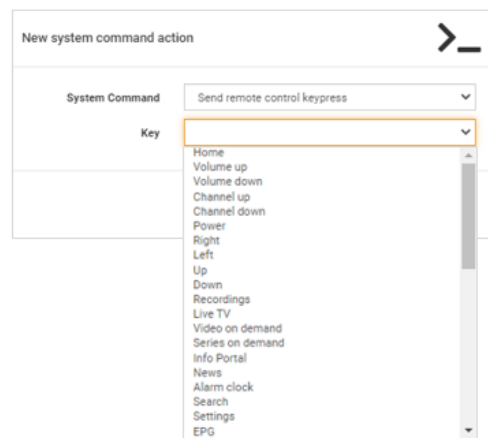 New system command action
System Command Send remote control keypress
Key
Home
Volume up
Volume down
Channel up
Channel down
Power
Right
Left
Up
Down
Recordings
Live TV
Video on demand
Series on demand
Info Portal
News
Alarm clock
Search
Settings
EPG